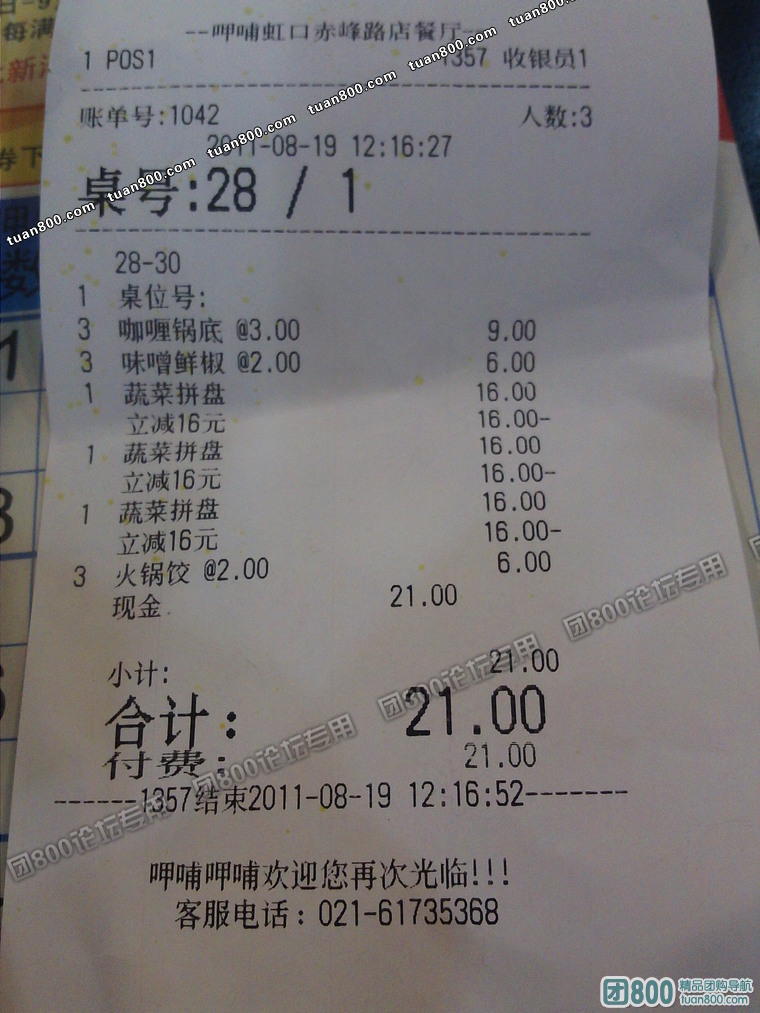 --呷哺虹口赤峰路店餐厅
1 POS1 1357 收银员1
账单号:1042 人数:3
2011-08-19 12:16:27
桌号:28 / 1
28-30
1 桌位号:
3 咖喱锅底 @3.00 9.00
3 味噌鲜椒 @2.00 6.00
1 蔬菜拼盘 16.00
立减16元 16.00-
1 蔬菜拼盘 16.00
立减16元 16.00-
1 蔬菜拼盘 16.00
立减16元 16.00-
3 火锅饺 @2.00 6.00
现金 21.00
小计: 21.00
合计: 21.00
付费: 21.00
------1357结束2011-08-19 12:16:52-------
呷哺呷哺欢迎您再次光临!!!
客服电话:021-61735368
tuan800.com tuan800.com tuan800.com tuan800.com tuan800.com tuan800.com
团800论坛专用 团800论坛专用 团800论坛专用 团800论坛专用
团800 精品团购导航
tuan800.com
每满
新
券下
数